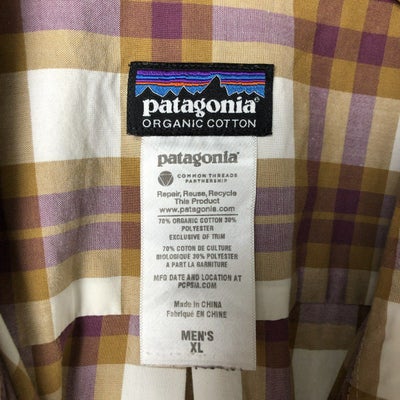 patagonia®
ORGANIC COTTON
patagonia®
COMMON THREADS
PARTNERSHIP
Repair, Reuse, Recycle
This Product
www.patagonia.com
70% ORGANIC COTTON 30%
POLYESTER
EXCLUSIVE OF TRIM
70% COTON DE CULTURE
BIOLOGIQUE 30% POLYESTER
A PART LA GARNITURE
MFG DATE AND LOCATION AT
PCPSIA.COM
Made in CHINA
Fabriqué EN CHINE
MEN'S
XL